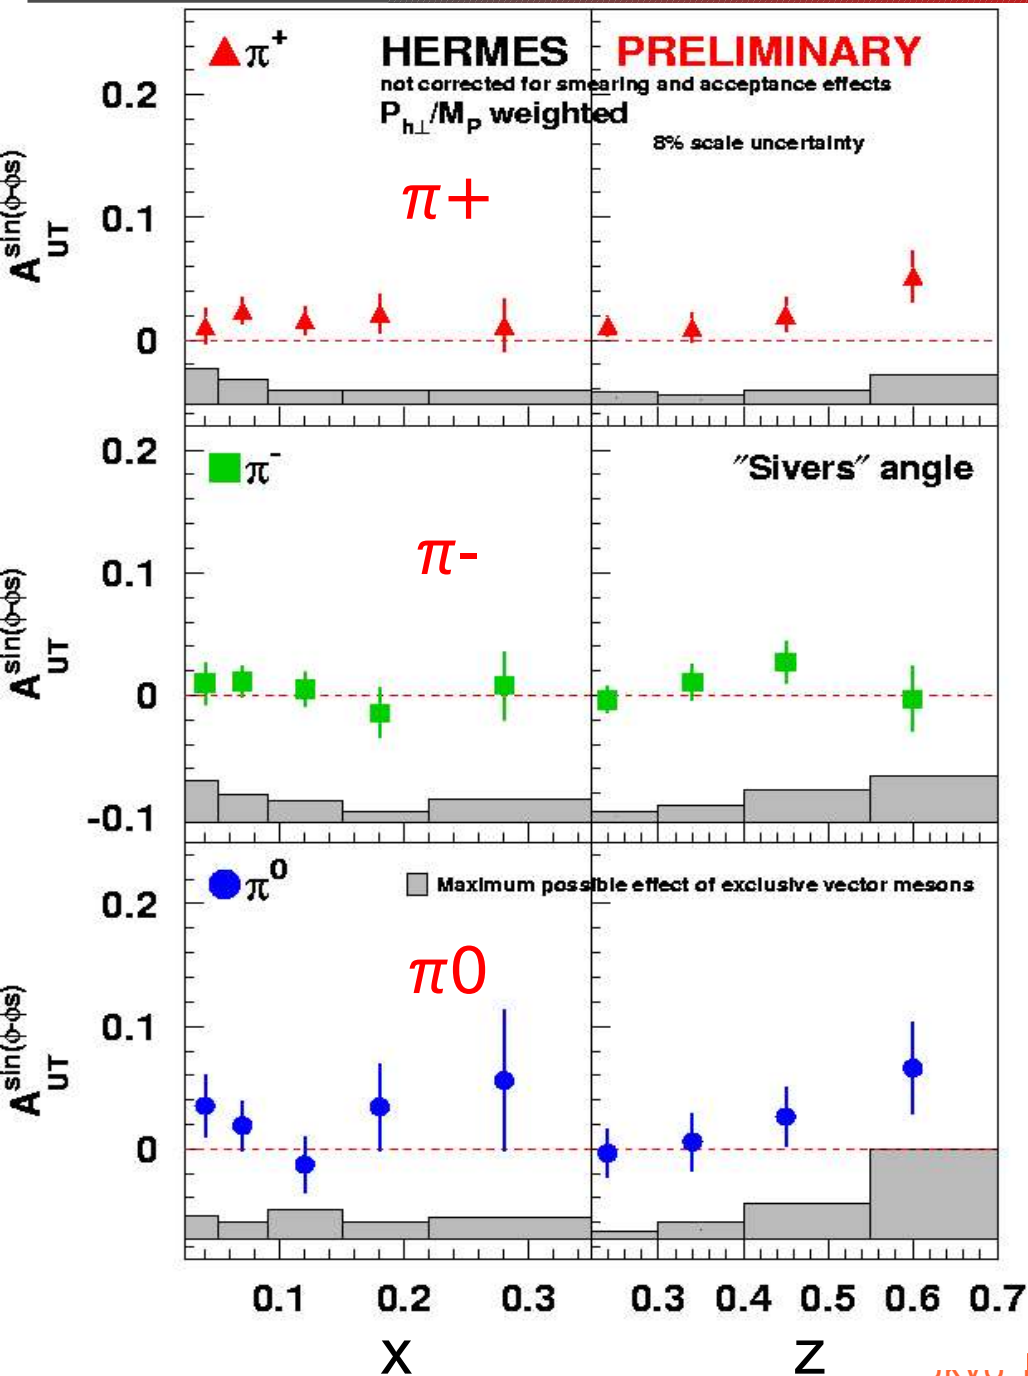 π+ HERMES PRELIMINARY
not corrected for smearing and acceptance effects
Ph⊥/MP weighted
8% scale uncertainty
π+
A UT sin(ϕ-ϕs)
0.2
0.1
0
π- "Sivers" angle
π-
A UT sin(ϕ-ϕs)
0.2
0.1
0
-0.1
π0 Maximum possible effect of exclusive vector mesons
π0
A UT sin(ϕ-ϕs)
0.2
0.1
0
0.1 0.2 0.3 0.3 0.4 0.5 0.6 0.7
x z